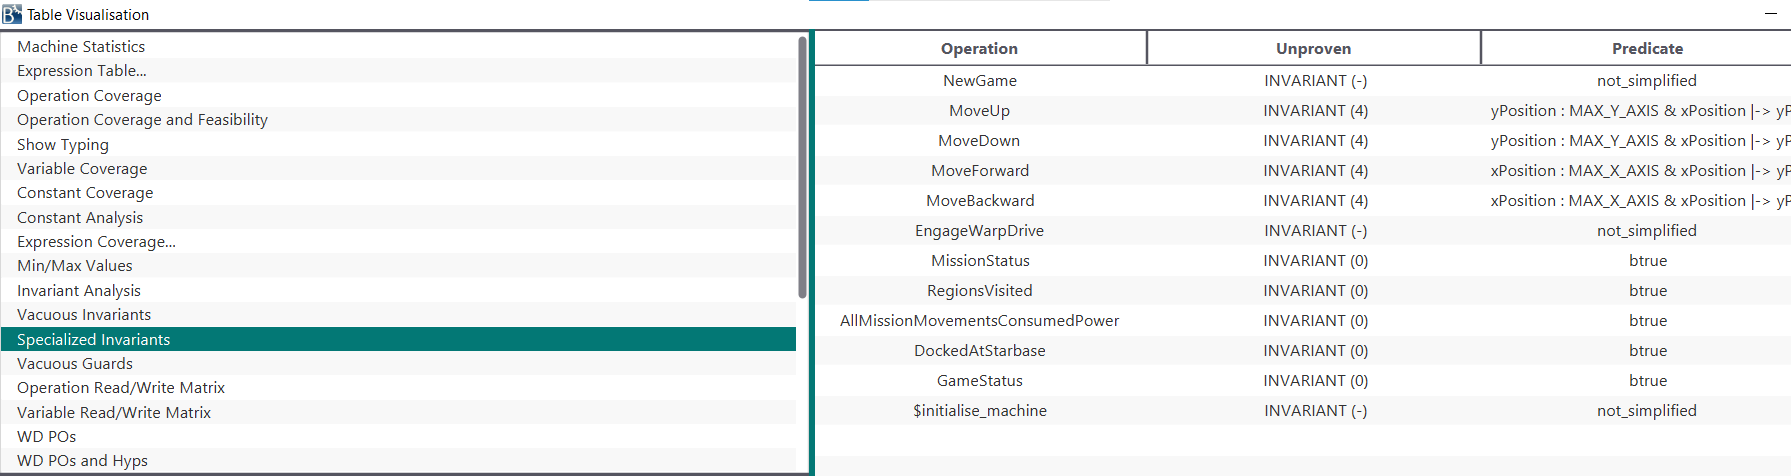 Table Visualisation
Machine Statistics
Expression Table...
Operation Coverage
Operation Coverage and Feasibility
Show Typing
Variable Coverage
Constant Coverage
Constant Analysis
Expression Coverage...
Min/Max Values
Invariant Analysis
Vacuous Invariants
Specialized Invariants
Vacuous Guards
Operation Read/Write Matrix
Variable Read/Write Matrix
WD POs
WD POs and Hyps
Operation Unproven Predicate
NewGame INVARIANT (-) not_simplified
MoveUp INVARIANT (4) yPosition : MAX_Y_AXIS & xPosition |-> yP
MoveDown INVARIANT (4) yPosition : MAX_Y_AXIS & xPosition |-> yP
MoveForward INVARIANT (4) xPosition : MAX_X_AXIS & xPosition |-> yP
MoveBackward INVARIANT (4) xPosition : MAX_X_AXIS & xPosition |-> yP
EngageWarpDrive INVARIANT (-) not_simplified
MissionStatus INVARIANT (0) btrue
RegionsVisited INVARIANT (0) btrue
AllMissionMovementsConsumedPower INVARIANT (0) btrue
DockedAtStarbase INVARIANT (0) btrue
GameStatus INVARIANT (0) btrue
$initialise_machine INVARIANT (-) not_simplified